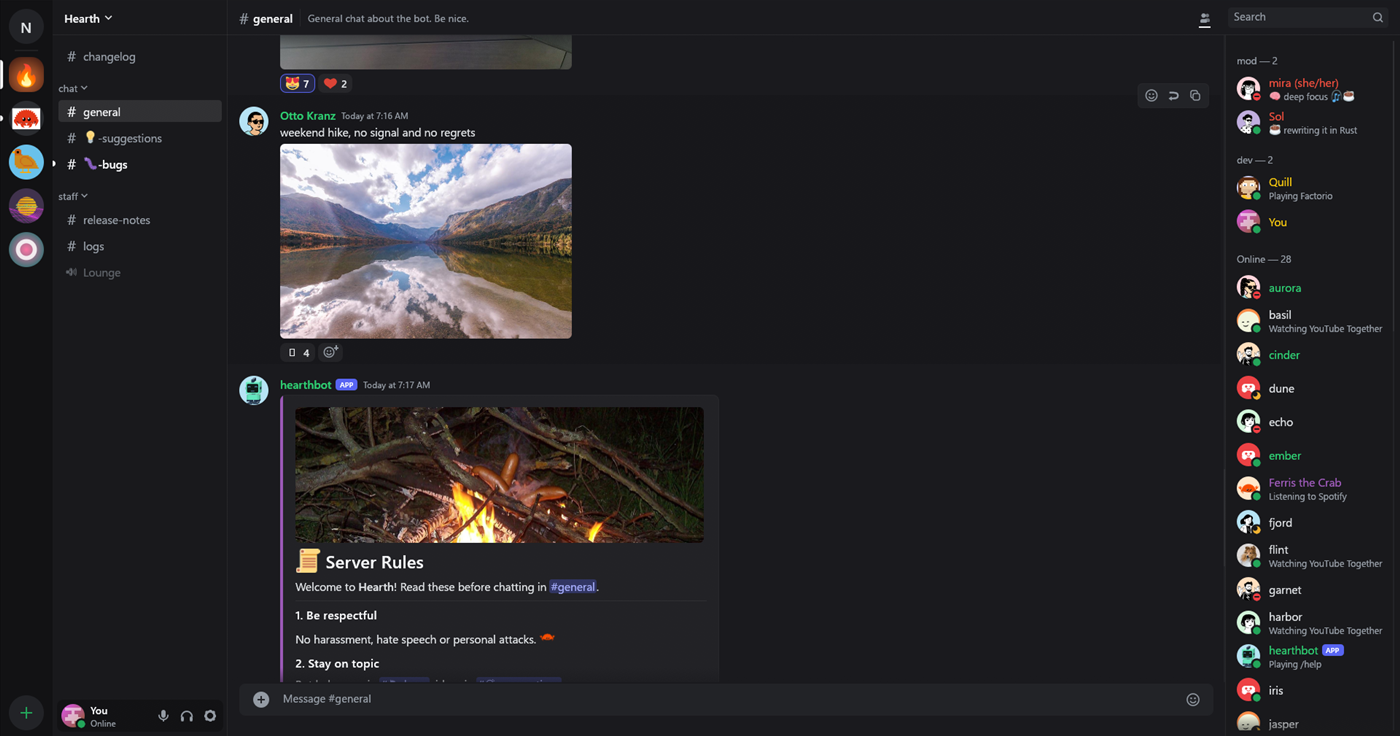 N
Hearth
changelog
chat
general
-suggestions
-bugs
staff
release-notes
logs
Lounge
You
Online
# general
General chat about the bot. Be nice.
Search
7
2
Otto Kranz Today at 7:16 AM
weekend hike, no signal and no regrets
4
hearthbot APP Today at 7:17 AM
Server Rules
Welcome to Hearth! Read these before chatting in #general.
1. Be respectful
No harassment, hate speech or personal attacks.
2. Stay on topic
Message #general
mod — 2
mira (she/her)
deep focus
Sol
rewriting it in Rust
dev — 2
Quill
Playing Factorio
You
Online — 28
aurora
basil
Watching YouTube Together
cinder
dune
echo
ember
Ferris the Crab
Listening to Spotify
fjord
flint
Watching YouTube Together
garnet
harbor
Watching YouTube Together
hearthbot APP
Playing /help
iris
jasper